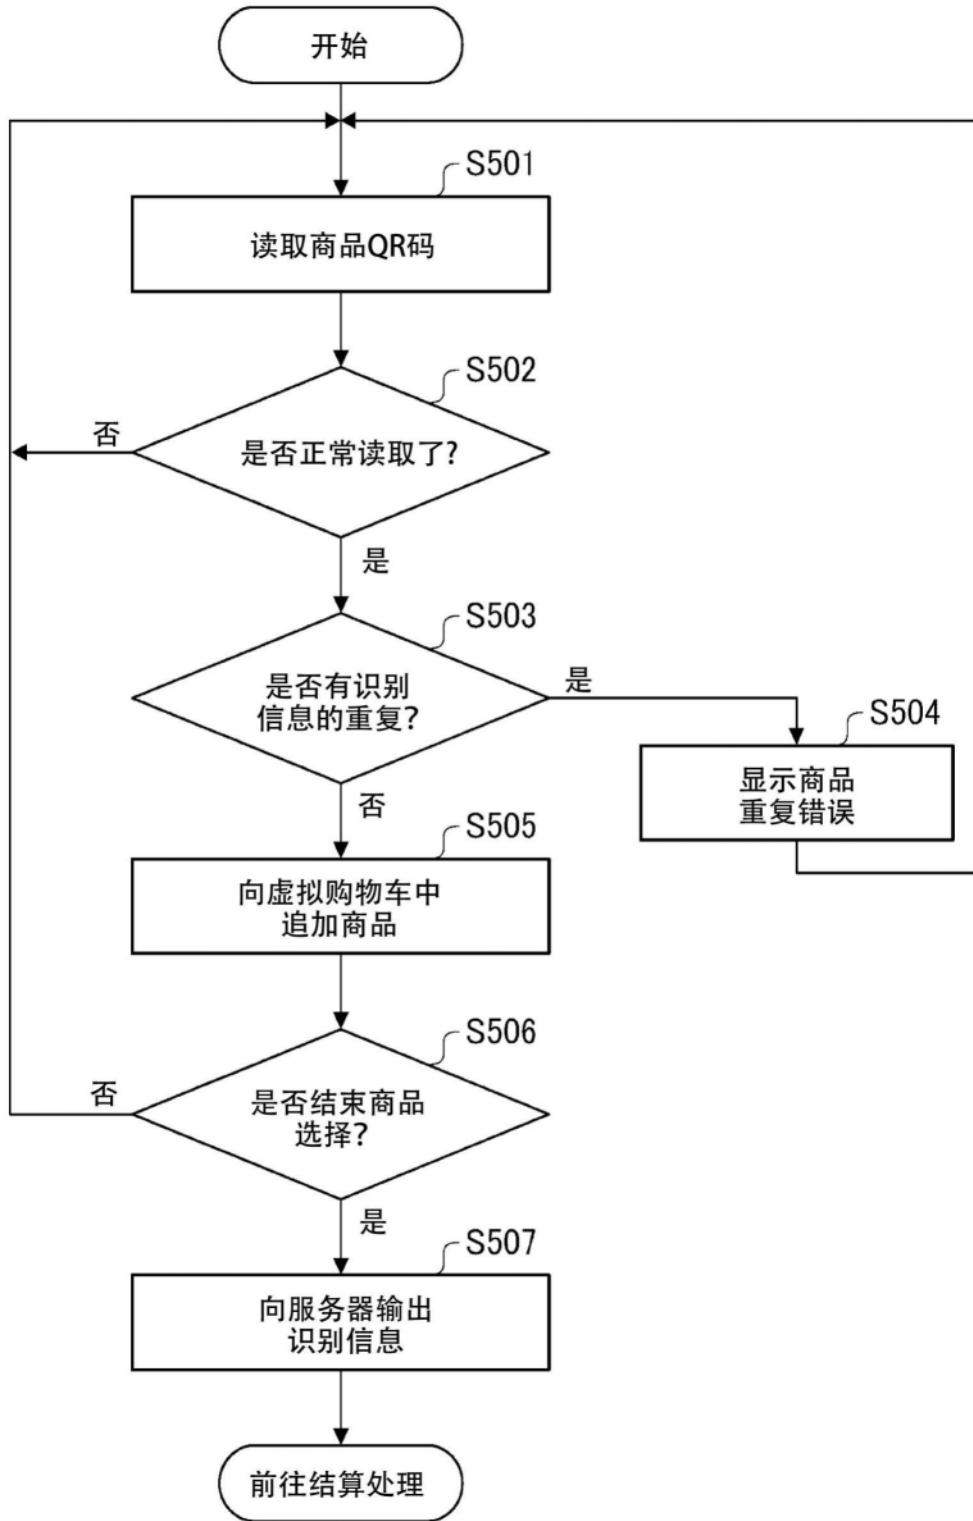 开始
S501
读取商品QR码
S502
是否正常读取了?
否
是
S503
是否有识别
信息的重复?
是
S504
显示商品
重复错误
否
S505
向虚拟购物车中
追加商品
S506
是否结束商品
选择?
否
是
S507
向服务器输出
识别信息
前往结算处理